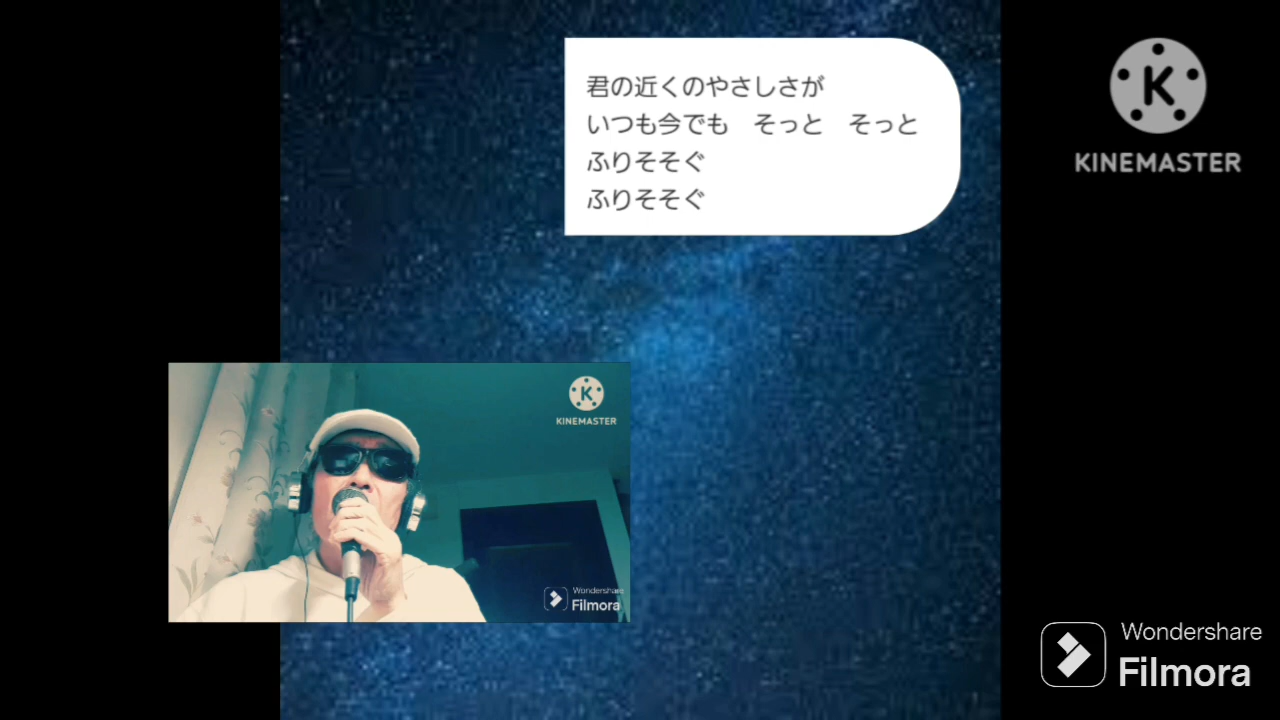 君の近くのやさしさが
いつも今でも　そっと　そっと
ふりそそぐ
ふりそそぐ
K
KINEMASTER
K
KINEMASTER
Wondershare
Filmora
Wondershare
Filmora